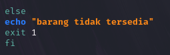 else
echo "barang tidak tersedia"
exit 1
fi